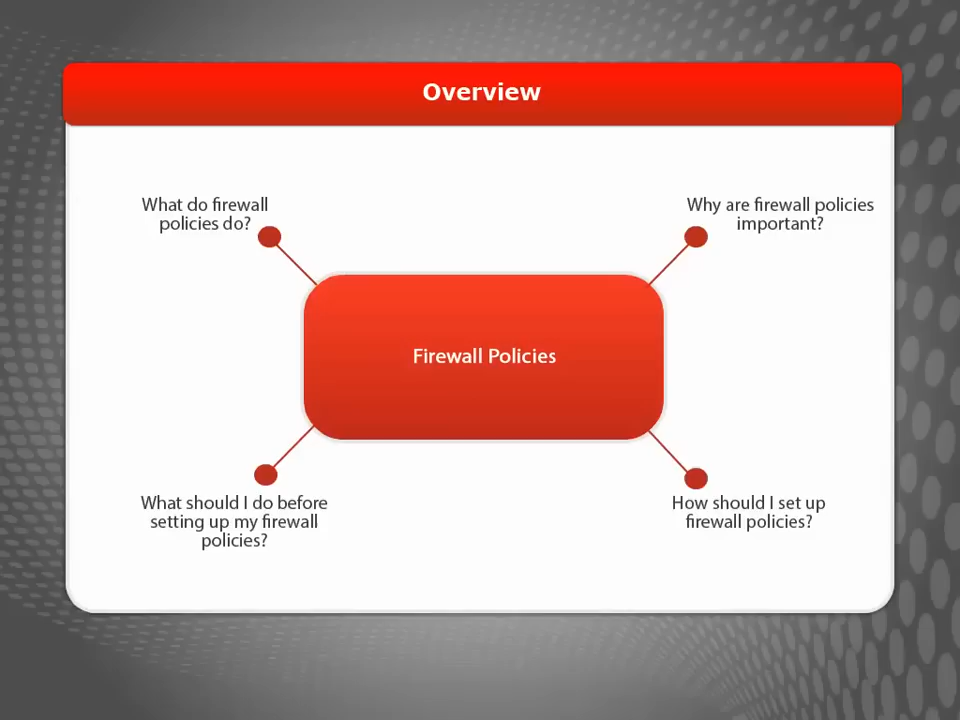 Overview
What do firewall
policies do?
Why are firewall policies
important?
Firewall Policies
What should I do before
setting up my firewall
policies?
How should I set up
firewall policies?